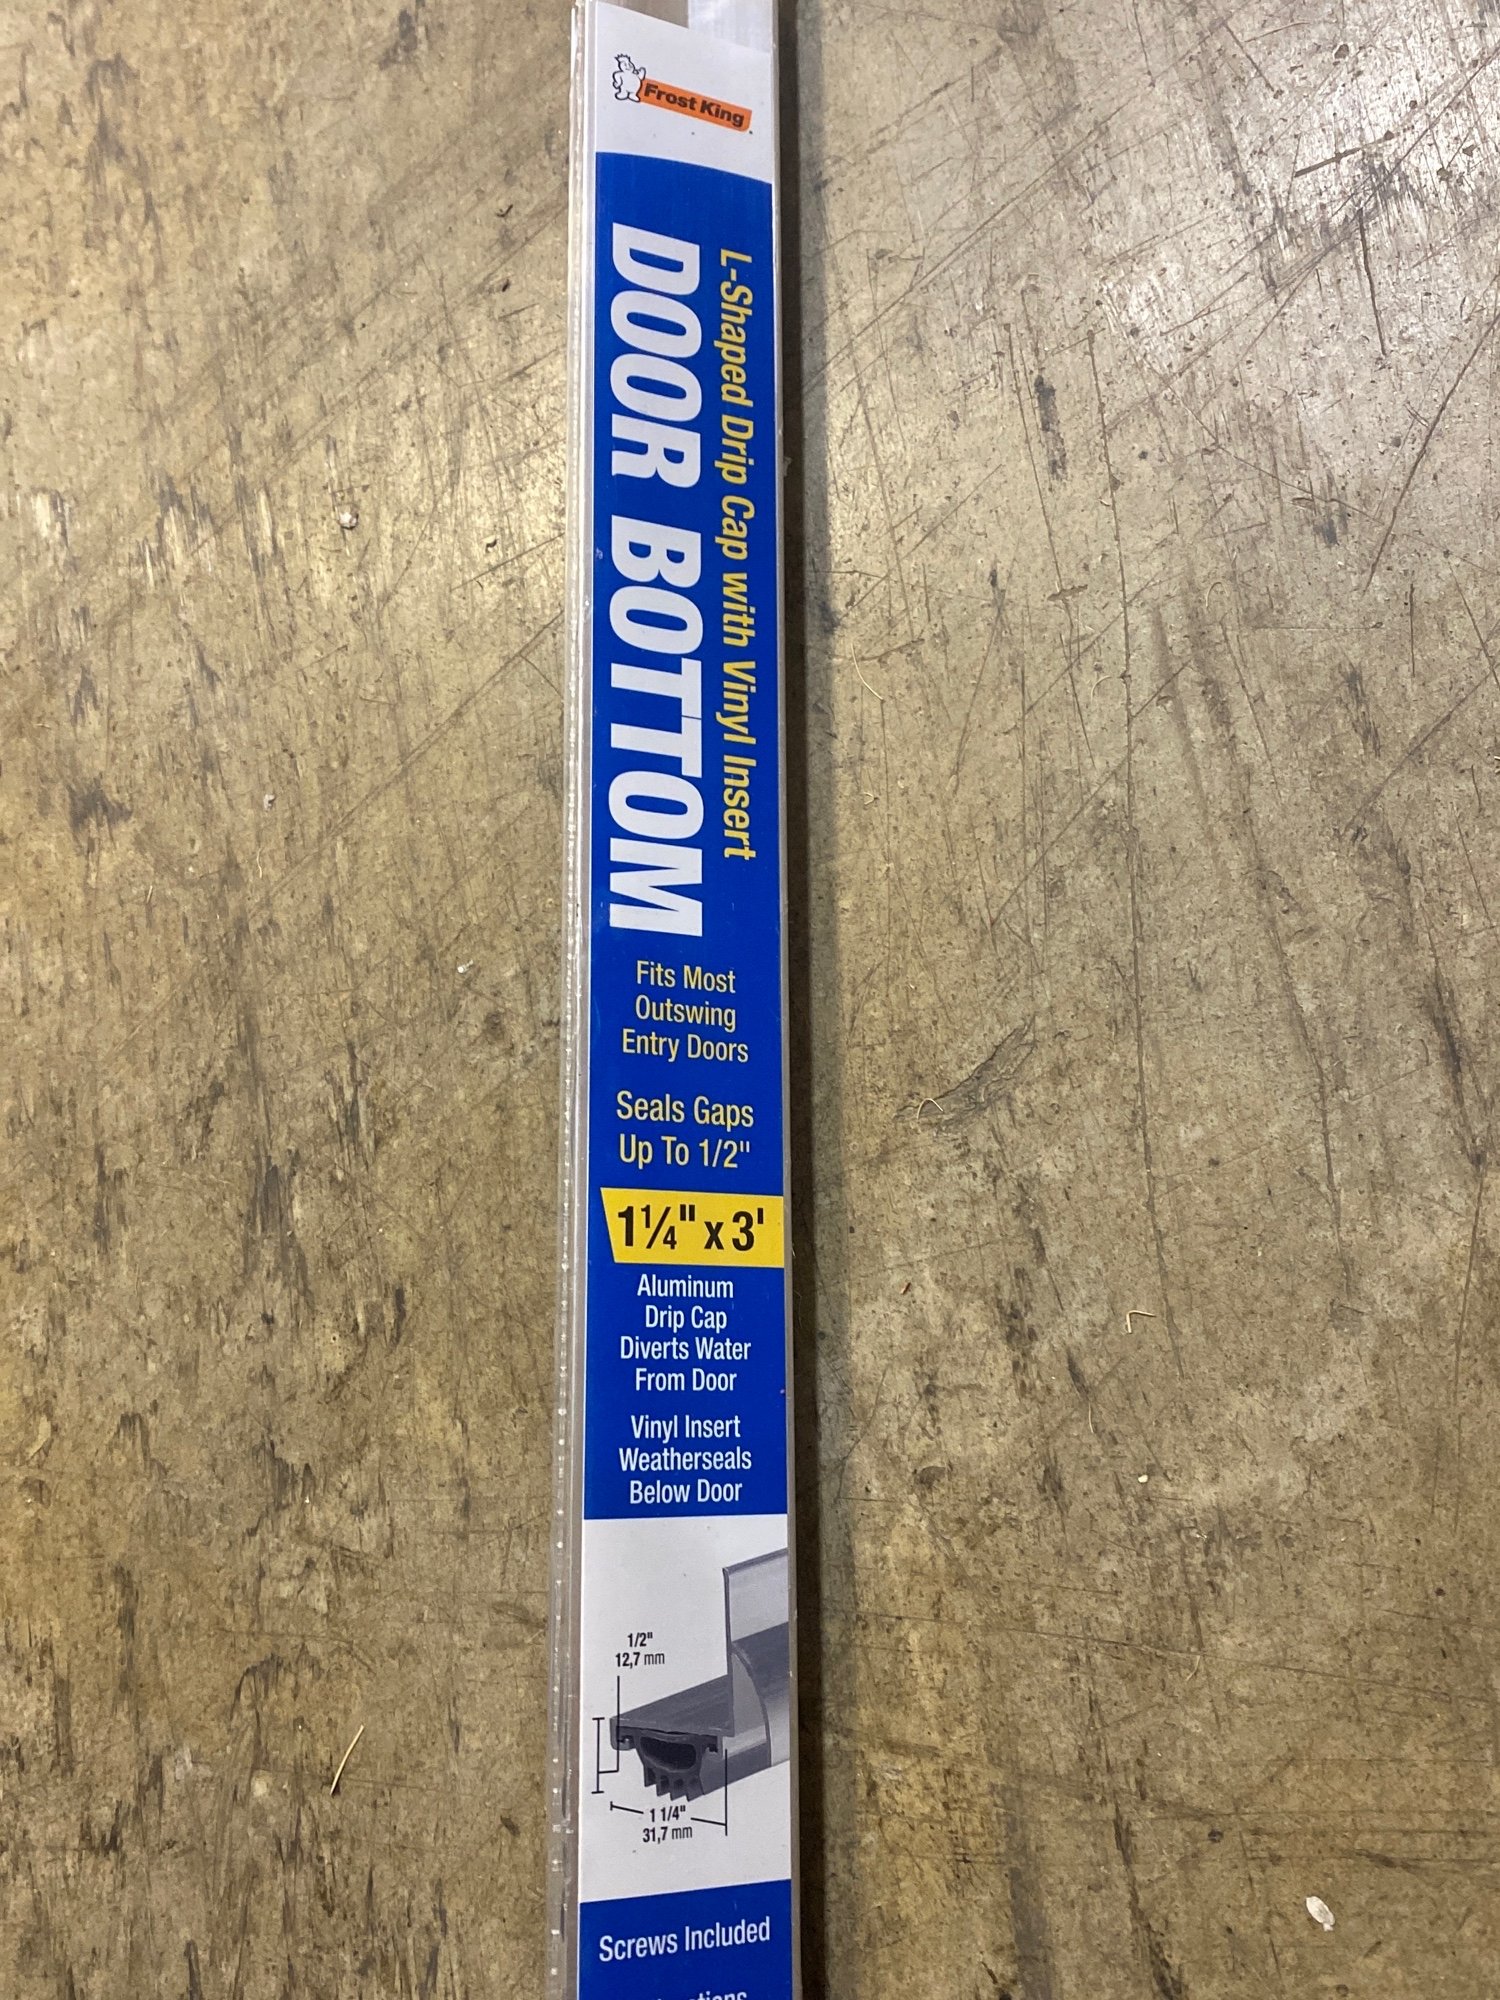 Frost King
L-Shaped Drip Cap with Vinyl Insert
DOOR BOTTOM
Fits Most
Outswing
Entry Doors
Seals Gaps
Up To 1/2"
1¼" x 3'
Aluminum
Drip Cap
Diverts Water
From Door
Vinyl Insert
Weatherseals
Below Door
1/2"
12,7 mm
1 1/4"
31,7 mm
Screws Included